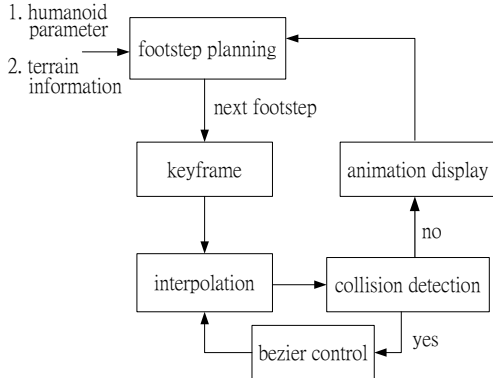 1. humanoid
parameter
2. terrain
information
footstep planning
next footstep
keyframe
animation display
no
interpolation
collision detection
yes
bezier control